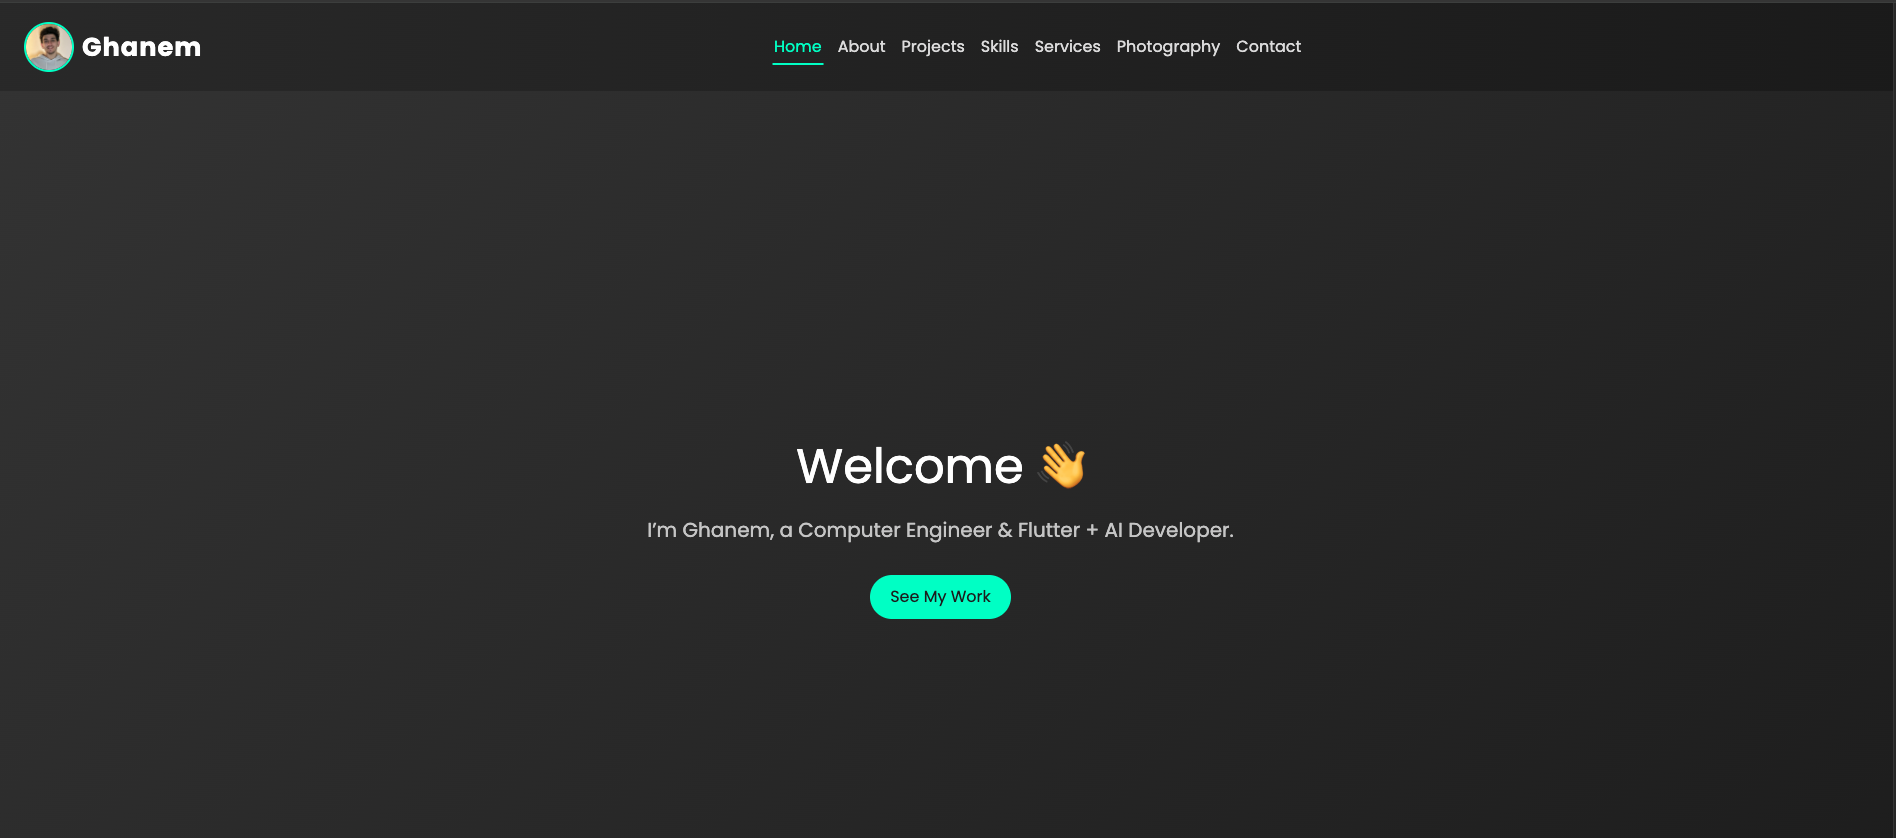 Ghanem
Home About Projects Skills Services Photography Contact
Welcome 👋
I’m Ghanem, a Computer Engineer & Flutter + AI Developer.
See My Work